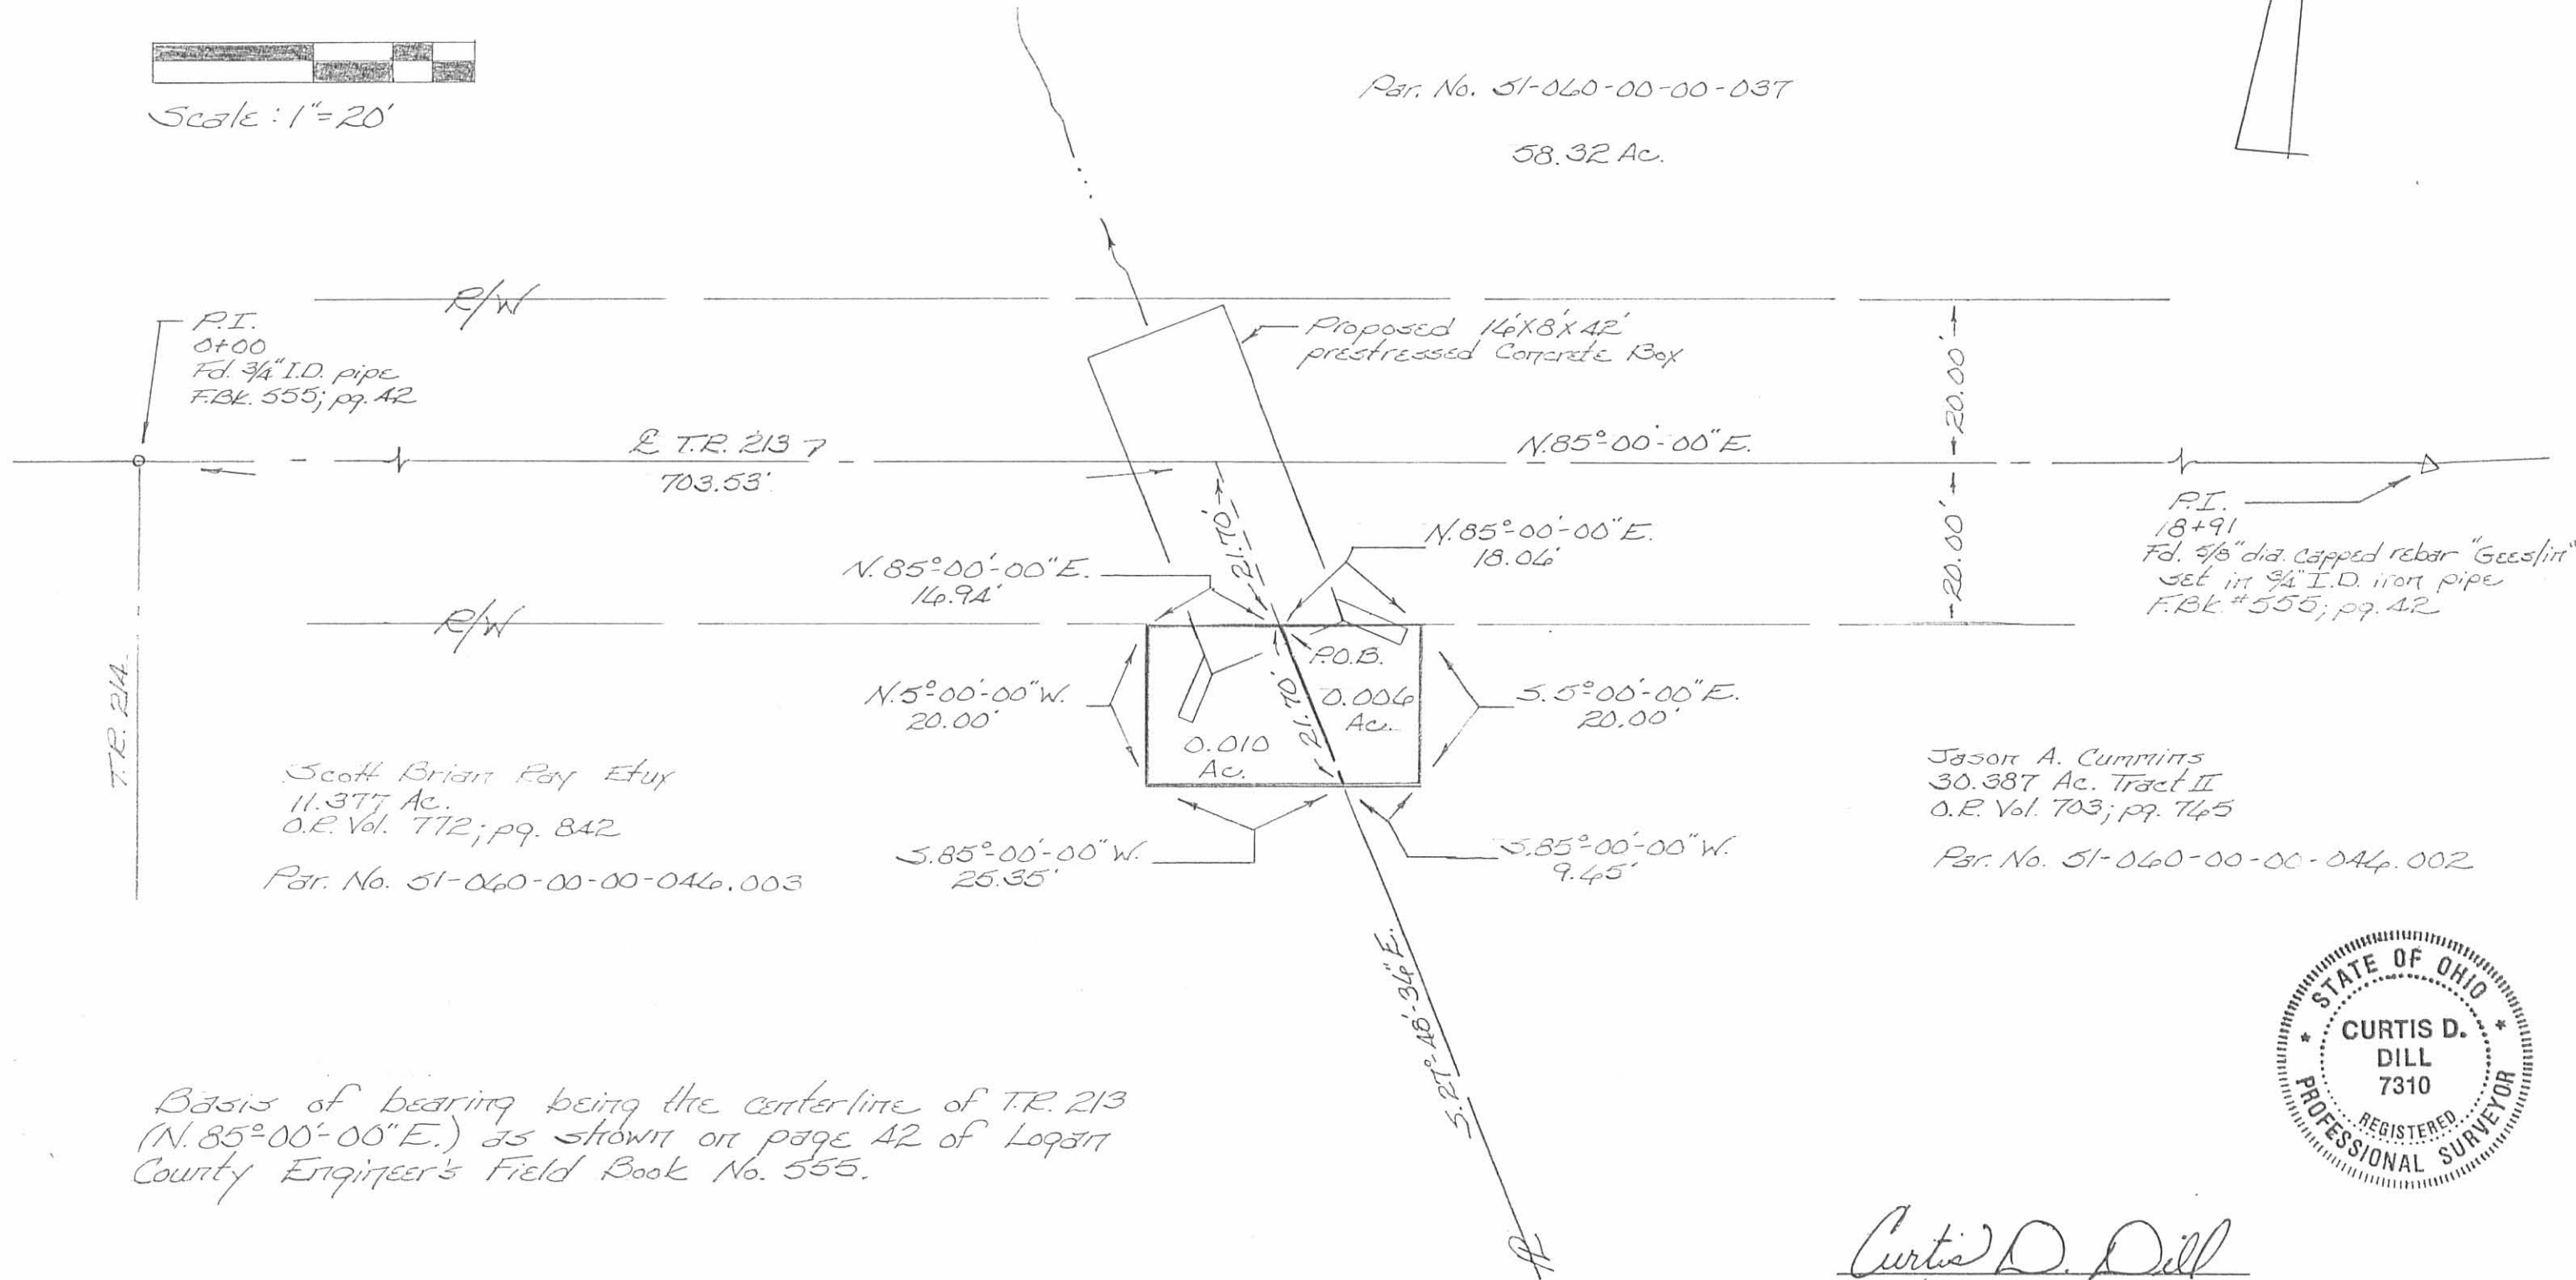 Scale: 1"=20'
Par. No. 51-060-00-00-037
58.32 Ac.
R/W
P.I.
0+00
Fd. 3/4" I.D. pipe
F.Bk. 555; pg. 42
Proposed 16'X8'X42'
prestressed Concrete Box
20.00'
℄ T.R. 213
703.53'
N.85°-00'-00"E.
P.I.
18+91
Fd. 5/8" dia. capped rebar "Geeslin"
set in 3/4" I.D. iron pipe
F.Bk. #555; pg. 42
21.70'
20.00'
N.85°-00'-00"E.
18.06'
N.85°-00'-00"E.
16.94'
R/W
P.O.B.
T.R. 214
N.5°-00'-00"W.
20.00'
21.70'
0.006
Ac.
S.5°-00'-00"E.
20.00'
0.010
Ac.
Scott Brian Ray Etux
11.377 Ac.
O.R. Vol. 772; pg. 842
Par. No. 51-060-00-00-046.003
Jason A. Cummins
30.387 Ac. Tract II
O.R. Vol. 703; pg. 765
Par. No. 51-060-00-00-046.002
S.85°-00'-00"W.
25.35'
S.85°-00'-00"W.
9.65'
S.27°-48'-36"E.
STATE OF OHIO
CURTIS D.
DILL
7310
REGISTERED
PROFESSIONAL SURVEYOR
Basis of bearing being the centerline of T.R. 213
(N.85°-00'-00"E.) as shown on page 42 of Logan
County Engineer's Field Book No. 555.
℄
Curtis D. Dill